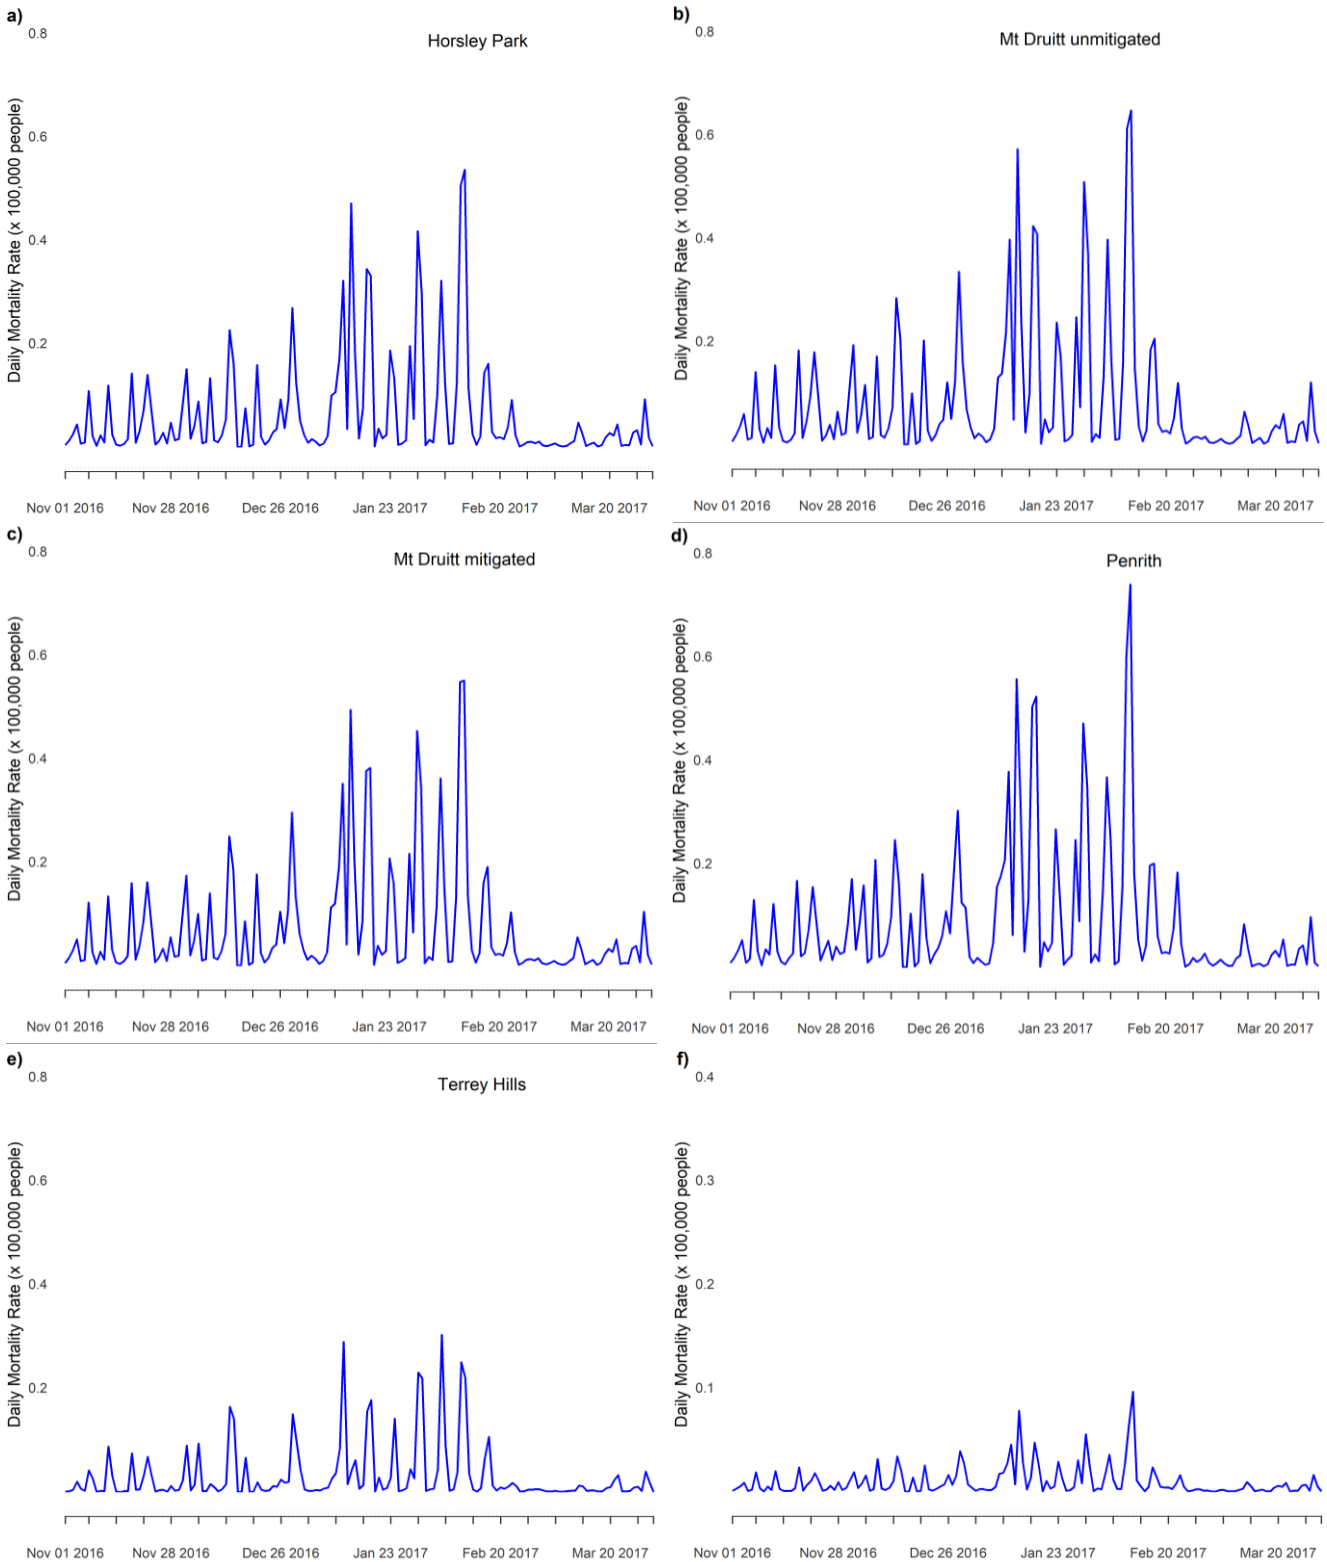 a)
Horsley Park
Daily Mortality Rate (x 100,000 people)
0.8
0.6
0.4
0.2
Nov 01 2016 Nov 28 2016 Dec 26 2016 Jan 23 2017 Feb 20 2017 Mar 20 2017
b)
Mt Druitt unmitigated
Daily Mortality Rate (x 100,000 people)
0.8
0.6
0.4
0.2
Nov 01 2016 Nov 28 2016 Dec 26 2016 Jan 23 2017 Feb 20 2017 Mar 20 2017
c)
Mt Druitt mitigated
Daily Mortality Rate (x 100,000 people)
0.8
0.6
0.4
0.2
Nov 01 2016 Nov 28 2016 Dec 26 2016 Jan 23 2017 Feb 20 2017 Mar 20 2017
d)
Penrith
Daily Mortality Rate (x 100,000 people)
0.8
0.6
0.4
0.2
Nov 01 2016 Nov 28 2016 Dec 26 2016 Jan 23 2017 Feb 20 2017 Mar 20 2017
e)
Terrey Hills
Daily Mortality Rate (x 100,000 people)
0.8
0.6
0.4
0.2
Nov 01 2016 Nov 28 2016 Dec 26 2016 Jan 23 2017 Feb 20 2017 Mar 20 2017
f)
Daily Mortality Rate (x 100,000 people)
0.4
0.3
0.2
0.1
Nov 01 2016 Nov 28 2016 Dec 26 2016 Jan 23 2017 Feb 20 2017 Mar 20 2017